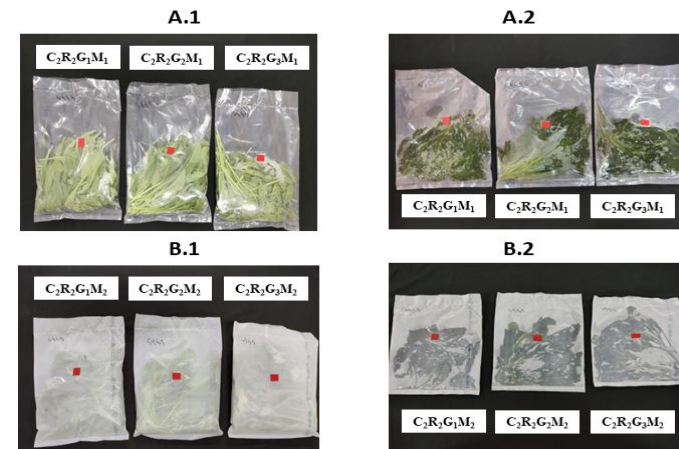 A.1
A.2
C₂R₂G₁M₁ C₂R₂G₂M₁ C₂R₂G₃M₁
C₂R₂G₁M₁ C₂R₂G₂M₁ C₂R₂G₃M₁
B.1
B.2
C₂R₂G₁M₂ C₂R₂G₂M₂ C₂R₂G₃M₂
C₂R₂G₁M₂ C₂R₂G₂M₂ C₂R₂G₃M₂